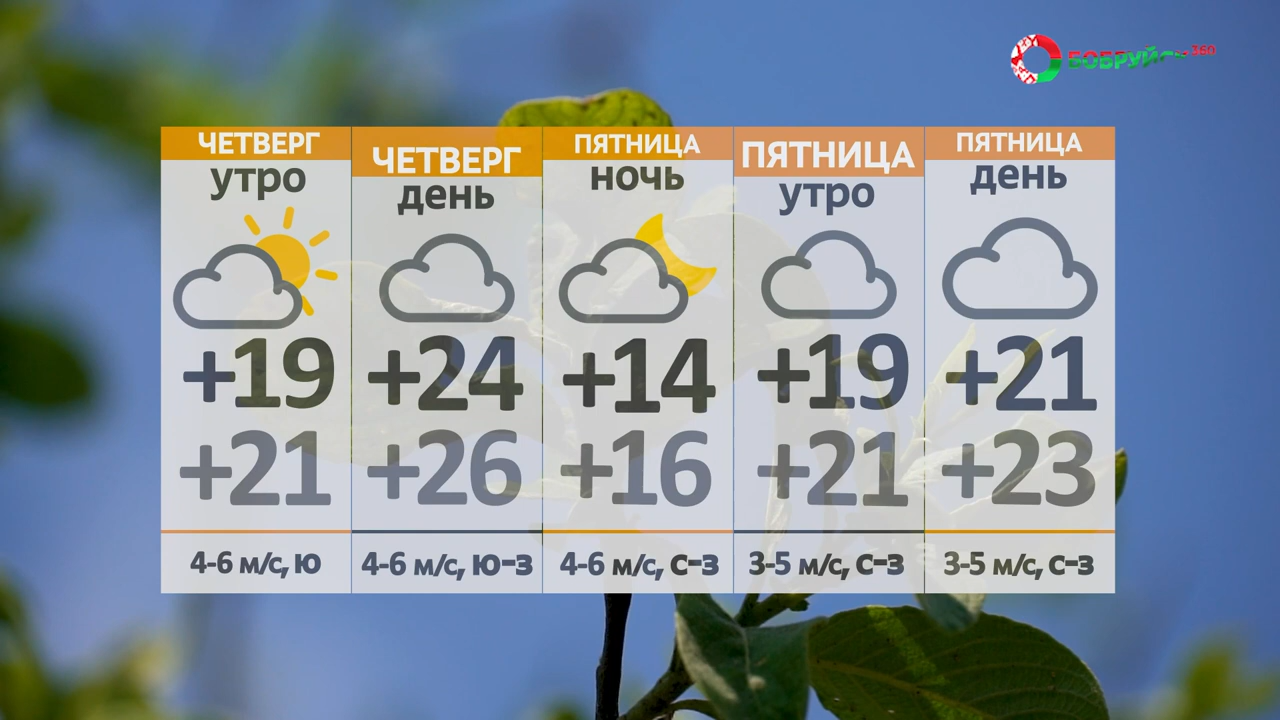 БОБРУЙСК 360
ЧЕТВЕРГ
утро
+19
+21
4-6 м/с, ю
ЧЕТВЕРГ
день
+24
+26
4-6 м/с, ю-з
ПЯТНИЦА
ночь
+14
+16
4-6 м/с, с-з
ПЯТНИЦА
утро
+19
+21
3-5 м/с, с-з
ПЯТНИЦА
день
+21
+23
3-5 м/с, с-з